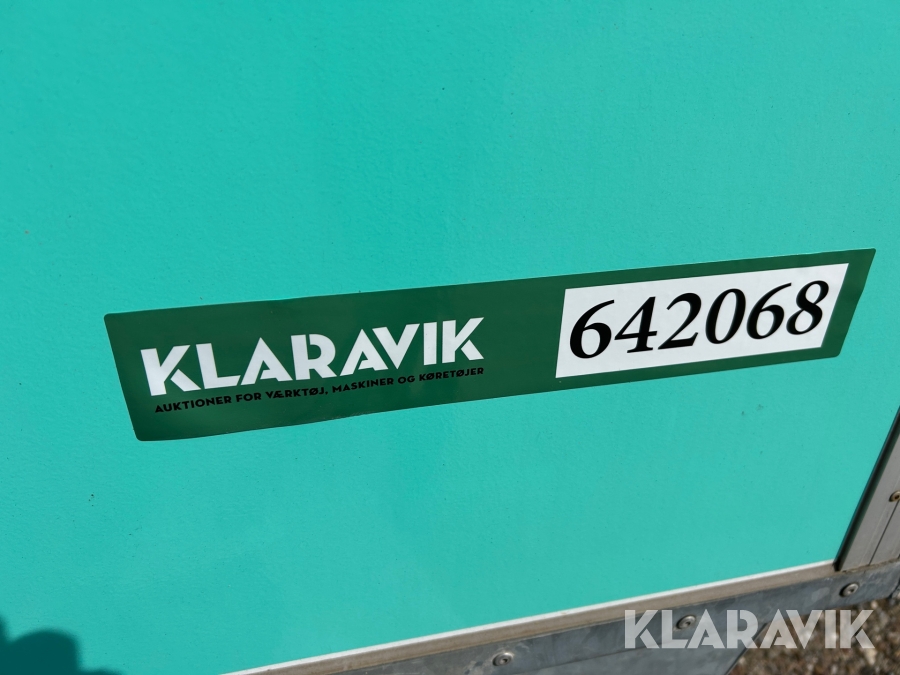 KLARAVIK
AUKTIONER FOR VÆRKTØJ, MASKINER OG KØRETØJER
642068
KLARAVIK